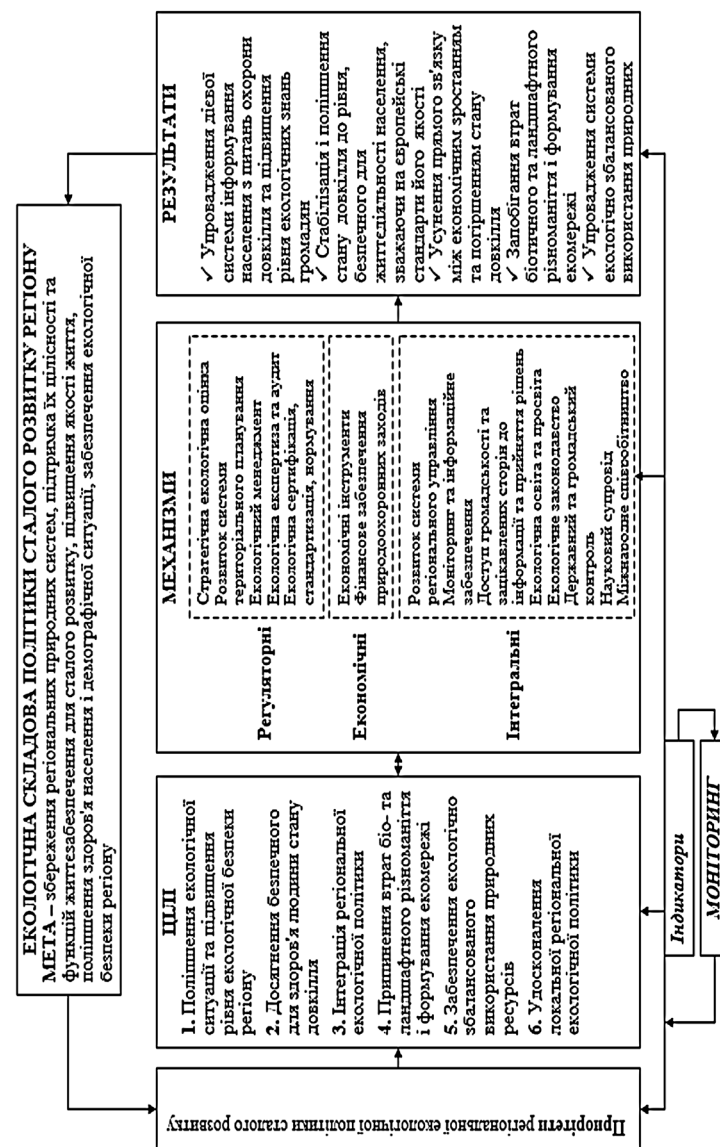 ЕКОЛОГІЧНА СКЛАДОВА ПОЛІТИКИ СТАЛОГО РОЗВИТКУ РЕГІОНУ
МЕТА – збереження регіональних природних систем, підтримка їх цілісності та
функцій життєзабезпечення для сталого розвитку, підвищення якості життя,
поліпшення здоров'я населення і демографічної ситуації, забезпечення екологічної
безпеки регіону
Пріорітети регіональної екологічної політики сталого розвитку
ЦІЛІ
1. Поліпшення екологічної
ситуації та підвищення
рівня екологічної безпеки
регіону
2. Досягнення безпечного
для здоров'я людини стану
довкілля
3. Інтеграція регіональної
екологічної політики
4. Припинення втрат біо- та
ландшафтного різноманіття
і формування екомережі
5. Забезпечення екологічно
збалансованого
використання природних
ресурсів
6. Удосконалення
локальної регіональної
екологічної політики
МЕХАНІЗМИ
Регуляторні
Стратегічна екологічна оцінка
Розвиток системи
територіального планування
Екологічний менеджмент
Екологічна експертиза та аудит
Екологічна сертифікація,
стандартизація, нормування
Економічні
Економічні інструменти
Фінансове забезпечення
природоохоронних заходів
Інтегральні
Розвиток системи
регіонального управління
Моніторинг та інформаційне
забезпечення
Доступ громадськості та
зацікавлених сторін до
інформації та прийняття рішень
Екологічна освіта та просвіта
Екологічне законодавство
Державний та громадський
контроль
Науковий супровід
Міжнародне співробітництво
РЕЗУЛЬТАТИ
✓ Упровадження дієвої
системи інформування
населення з питань охорони
довкілля та підвищення
рівня екологічних знань
громадян
✓ Стабілізація і поліпшення
стану довкілля до рівня,
безпечного для
життєдіяльності населення,
зважаючи на європейські
стандарти його якості
✓ Усунення прямого зв'язку
між економічним зростанням
та погіршенням стану
довкілля
✓ Запобігання втрат
біотичного та ландшафтного
різноманіття і формування
екомережі
✓ Упровадження системи
екологічно збалансованого
використання природних
Індикатори
МОНІТОРИНГ